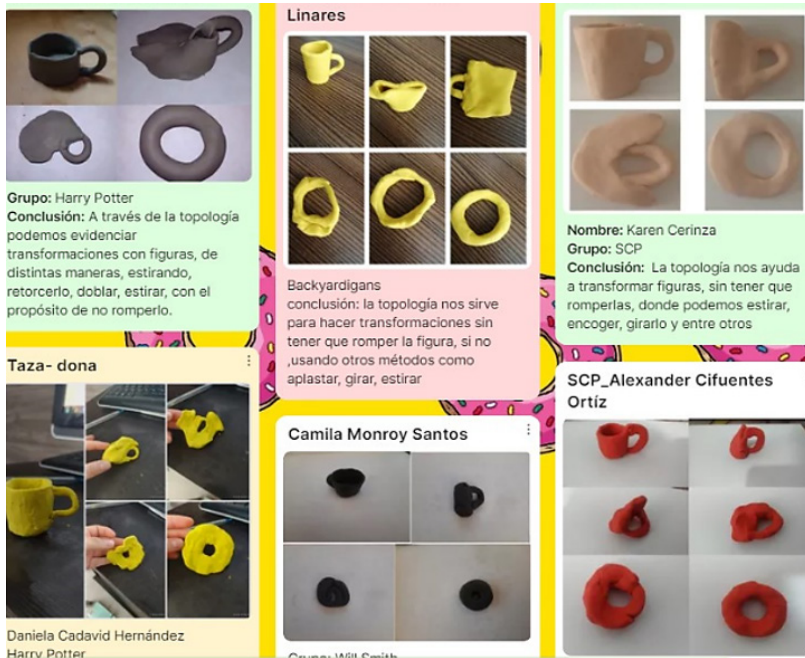 Grupo: Harry Potter
Conclusión: A través de la topología
podemos evidenciar
transformaciones con figuras, de
distintas maneras, estirando,
retorcerlo, doblar, estirar, con el
propósito de no romperlo.
Taza- dona
Daniela Cadavid Hernández
Harry Potter
Linares
Backyardigans
conclusión: la topología nos sirve
para hacer transformaciones sin
tener que romper la figura, si no
,usando otros métodos como
aplastar, girar, estirar
Camila Monroy Santos
Grupo: Will Smith
Nombre: Karen Cerinza
Grupo: SCP
Conclusión: La topología nos ayuda
a transformar figuras, sin tener que
romperlas, donde podemos estirar,
encoger, girarlo y entre otros
SCP_Alexander Cifuentes
Ortíz